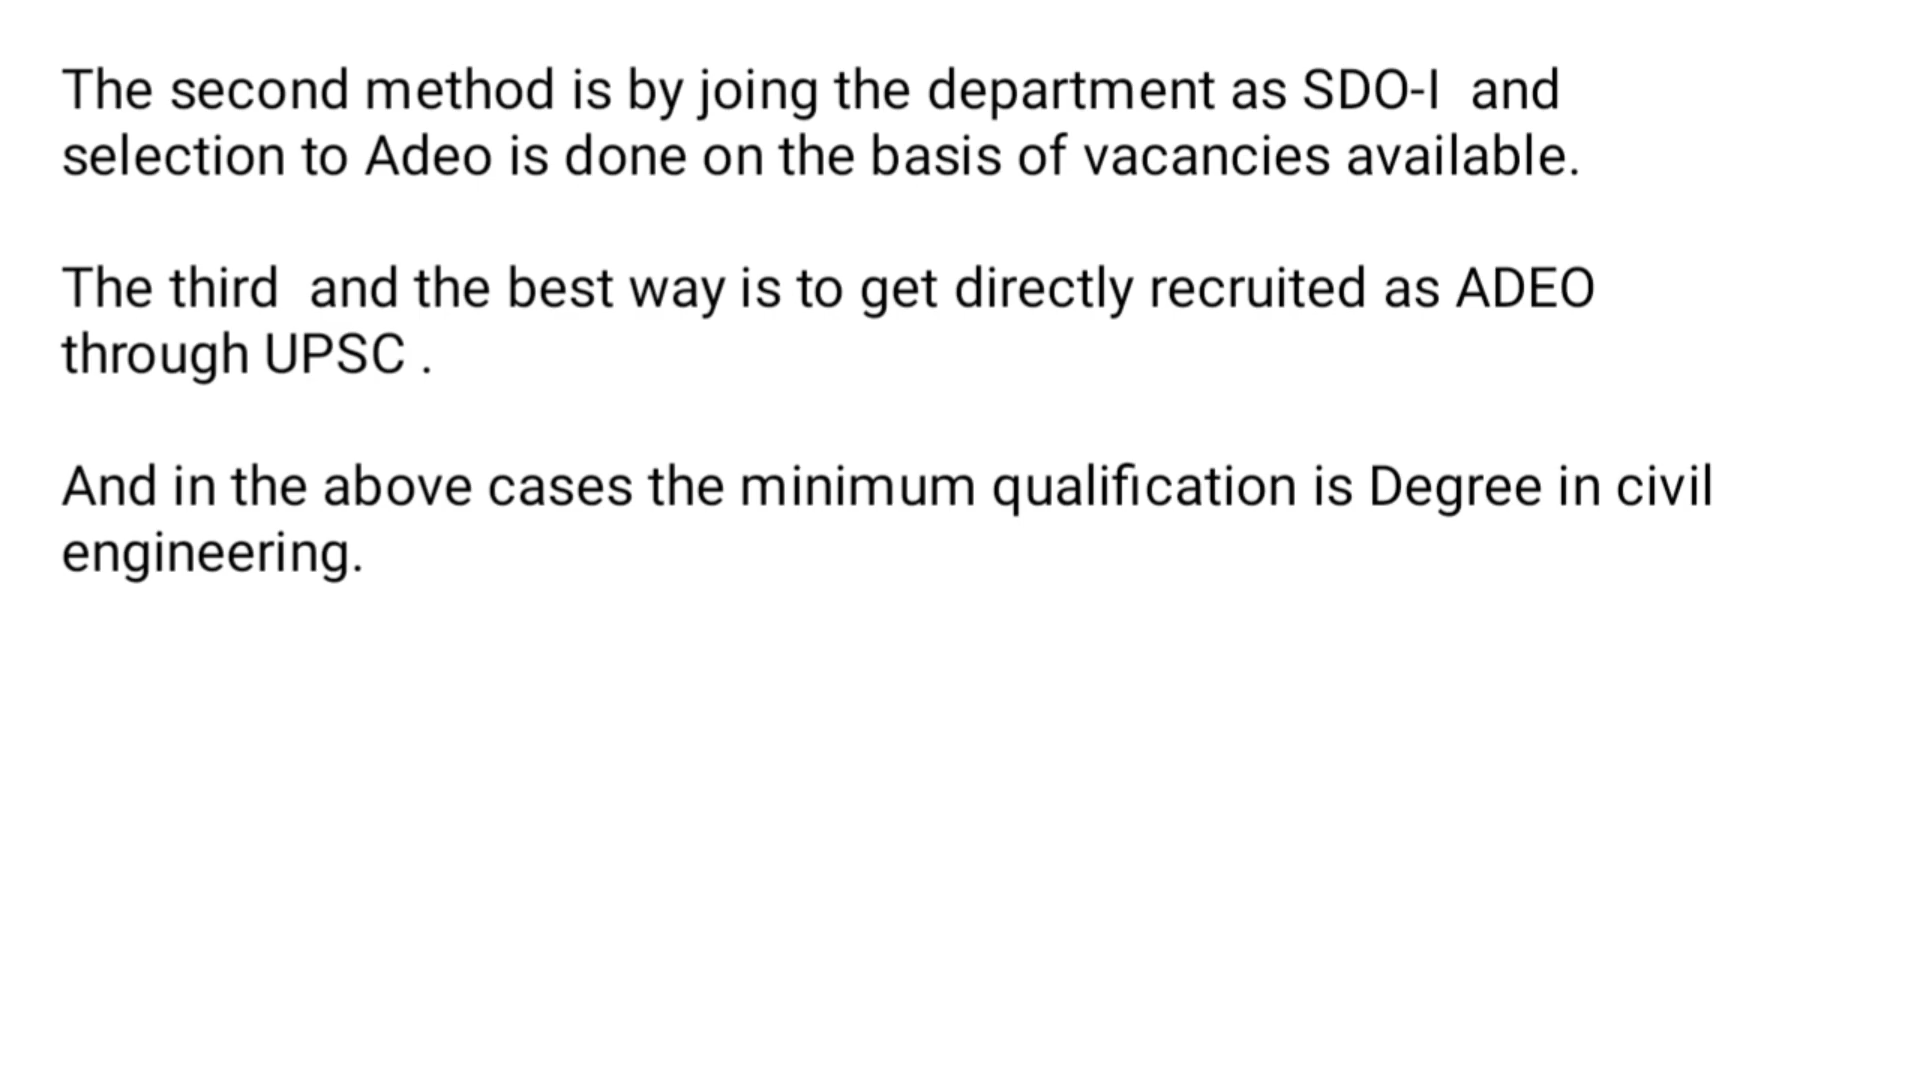 The second method is by joing the department as SDO-I  and
selection to Adeo is done on the basis of vacancies available.
The third  and the best way is to get directly recruited as ADEO
through UPSC .
And in the above cases the minimum qualification is Degree in civil
engineering.